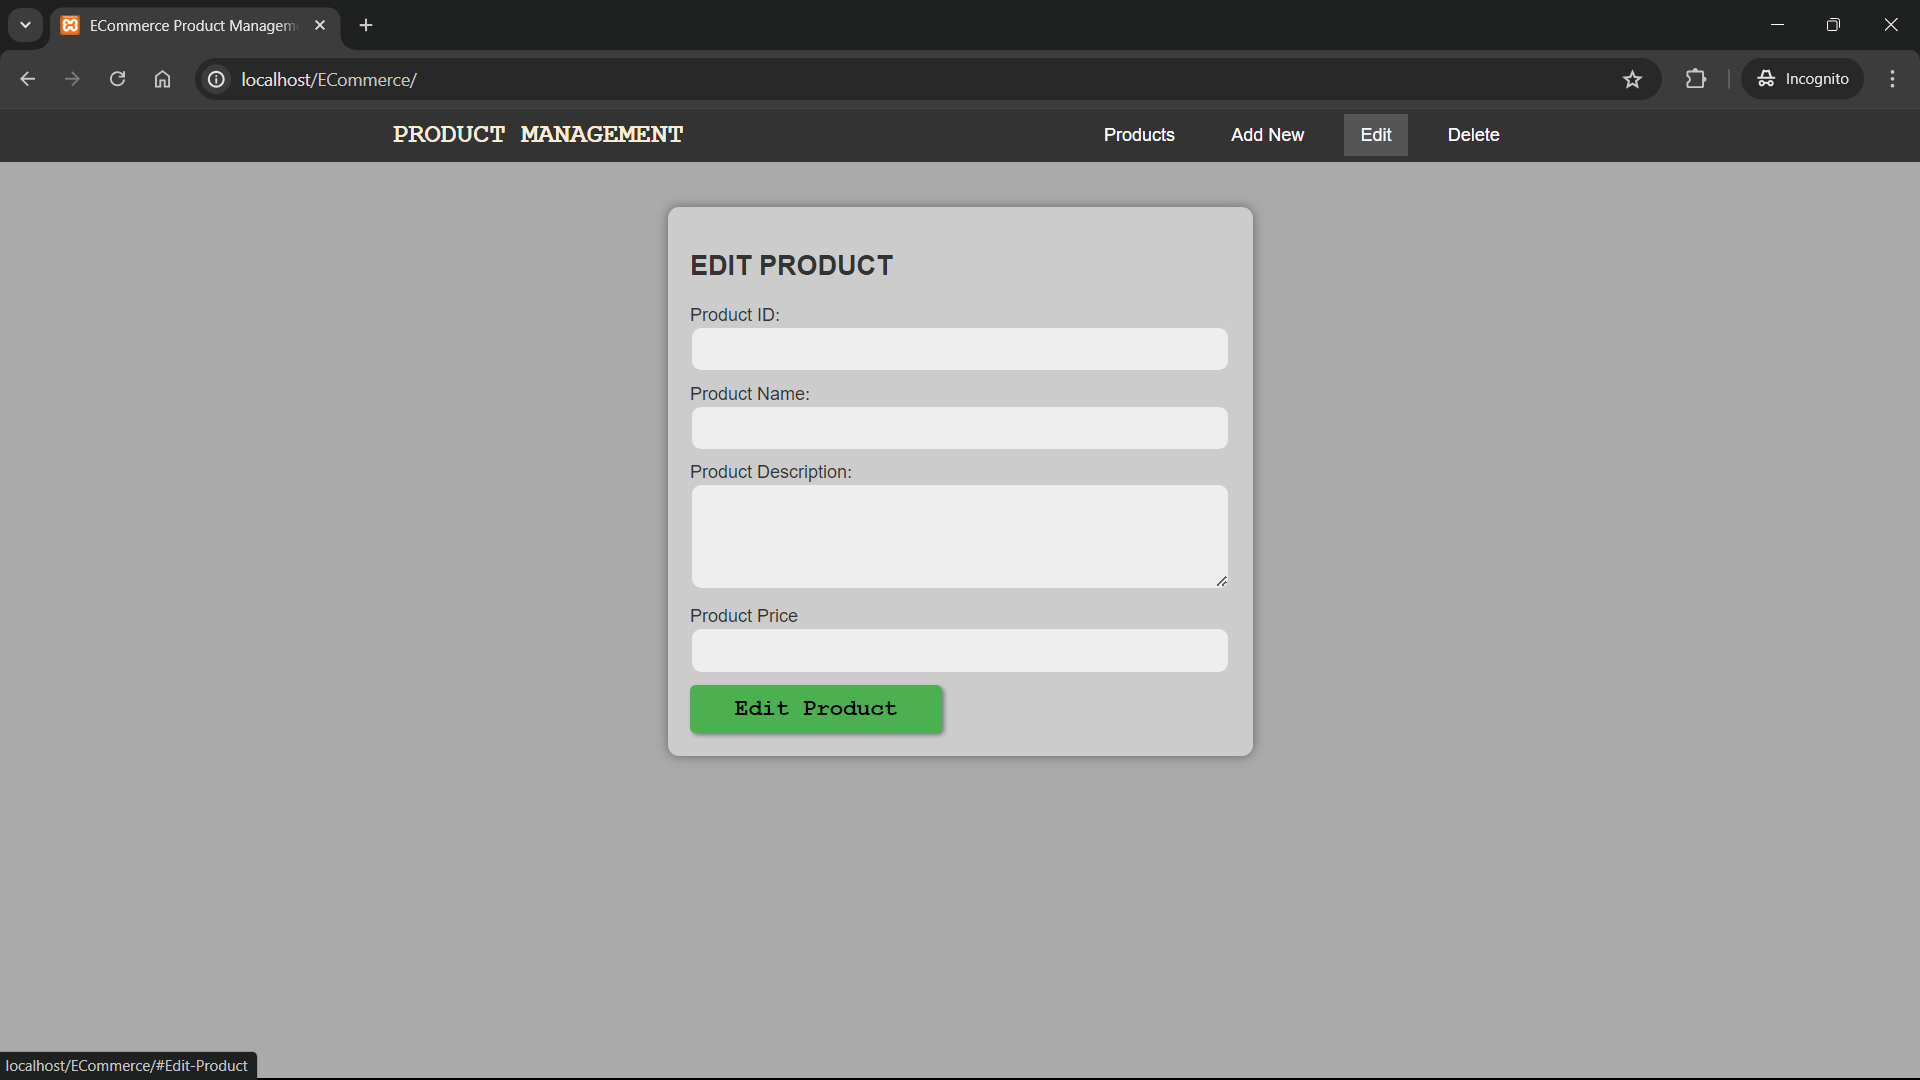 ECommerce Product Managem
localhost/ECommerce/
Incognito
PRODUCT MANAGEMENT
Products
Add New
Edit
Delete
EDIT PRODUCT
Product ID:
Product Name:
Product Description:
Product Price
Edit Product
localhost/ECommerce/#Edit-Product